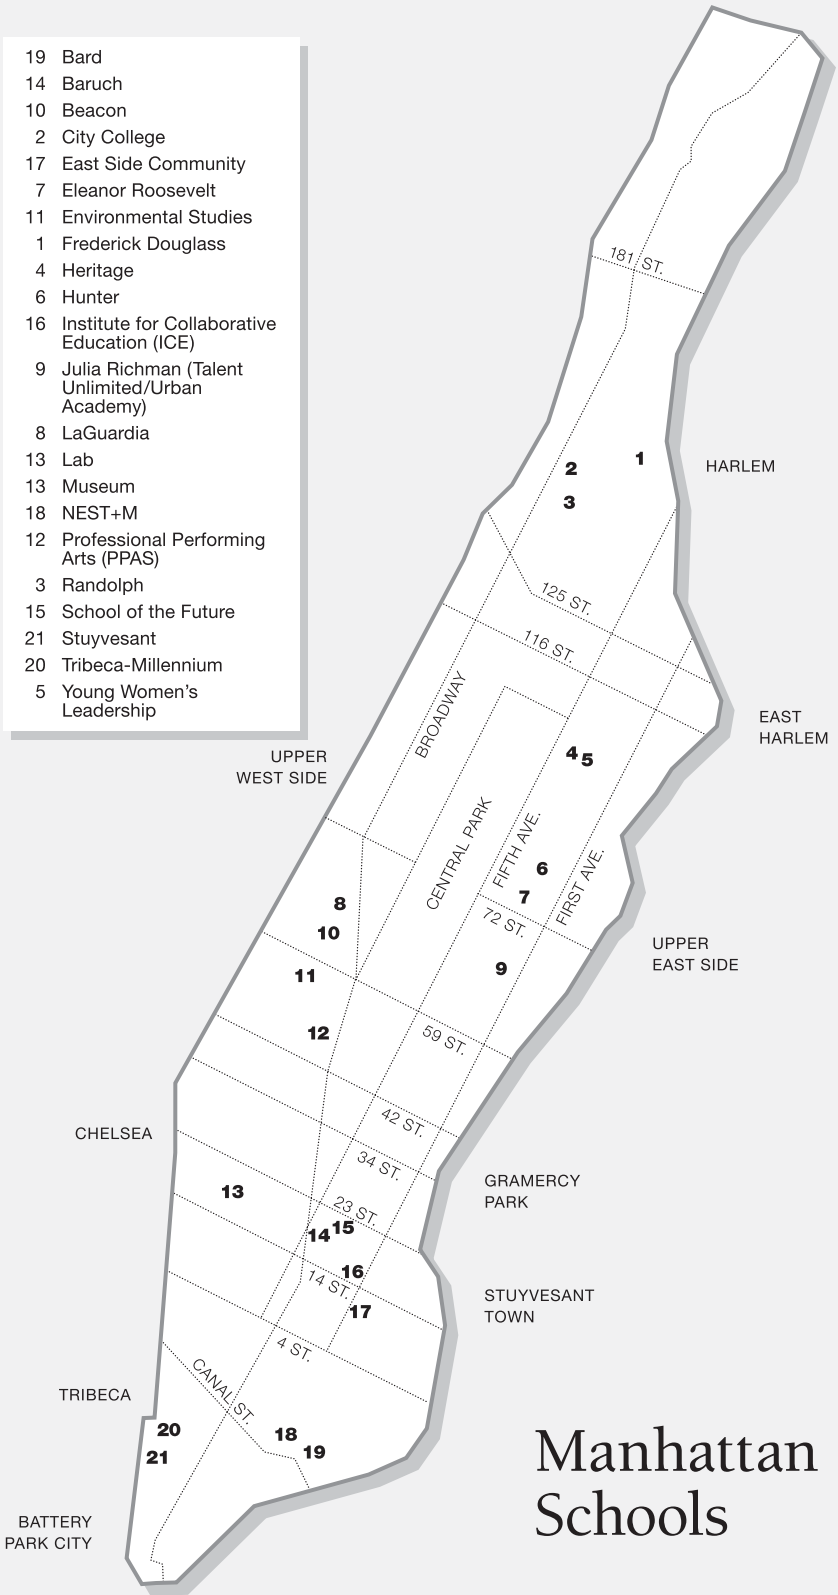 19 Bard
14 Baruch
10 Beacon
2 City College
17 East Side Community
7 Eleanor Roosevelt
11 Environmental Studies
1 Frederick Douglass
4 Heritage
6 Hunter
16 Institute for Collaborative
Education (ICE)
9 Julia Richman (Talent
Unlimited/Urban
Academy)
8 LaGuardia
13 Lab
13 Museum
18 NEST+M
12 Professional Performing
Arts (PPAS)
3 Randolph
15 School of the Future
21 Stuyvesant
20 Tribeca-Millennium
5 Young Women’s
Leadership
181 ST.
1
2
HARLEM
3
125 ST.
116 ST.
BROADWAY
EAST
HARLEM
UPPER
WEST SIDE
4
5
CENTRAL PARK
FIFTH AVE.
FIRST AVE.
6
7
8
72 ST.
10
UPPER
EAST SIDE
9
11
12
59 ST.
42 ST.
CHELSEA
34 ST.
GRAMERCY
PARK
13
23 ST.
14
15
16
14 ST.
STUYVESANT
TOWN
17
4 ST.
CANAL ST.
TRIBECA
20
18
19
21
Manhattan
Schools
BATTERY
PARK CITY